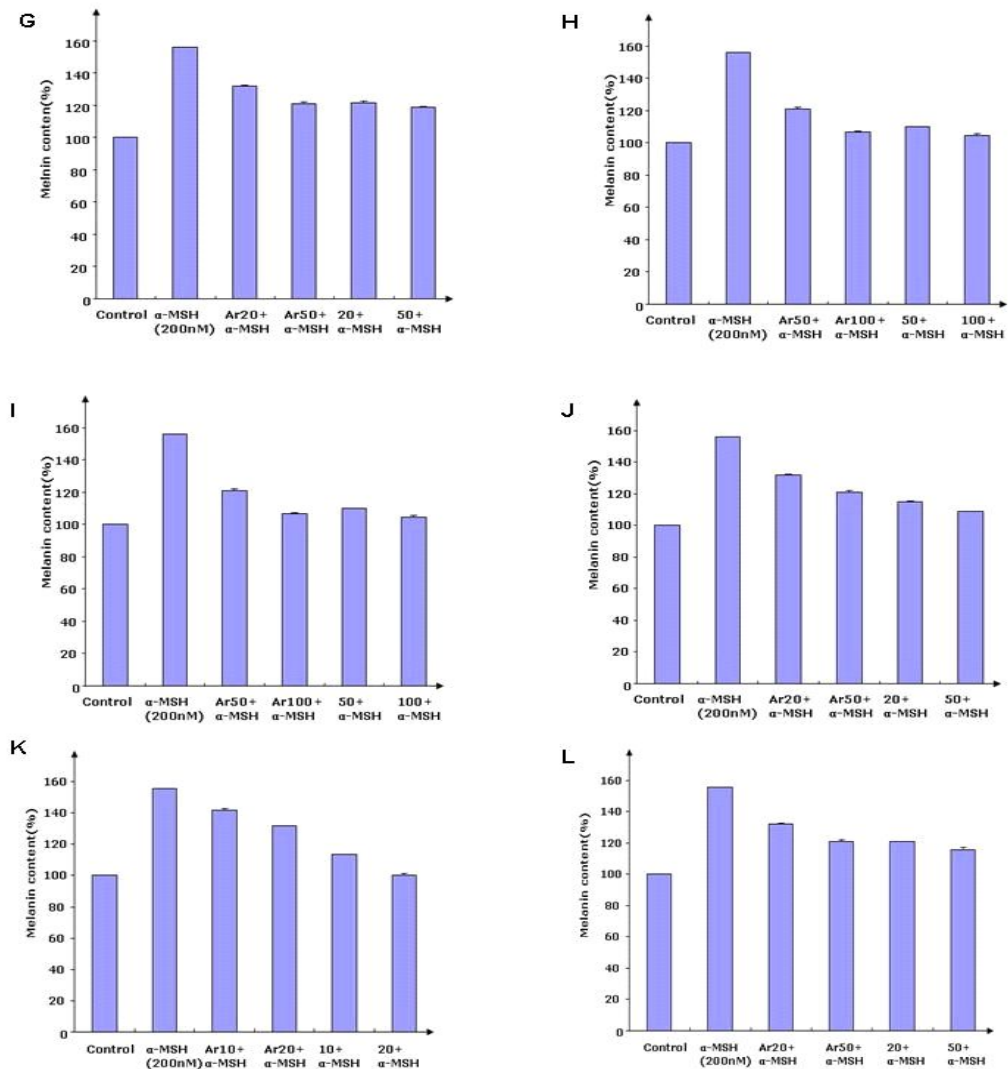 G
160
140
120
100
80
60
40
20
0
Melnin content(%)
Control α-MSH Ar20+ Ar50+ 20+ 50+
(200nM) α-MSH α-MSH α-MSH α-MSH
H
160
140
120
100
80
60
40
20
0
Melanin content(%)
Control α-MSH Ar50+ Ar100+ 50+ 100+
(200nM) α-MSH α-MSH α-MSH α-MSH
I
160
140
120
100
80
60
40
20
0
Melanin content(%)
Control α-MSH Ar50+ Ar100+ 50+ 100+
(200nM) α-MSH α-MSH α-MSH α-MSH
J
160
140
120
100
80
60
40
20
0
Melanin content(%)
Control α-MSH Ar20+ Ar50+ 20+ 50+
(200nM) α-MSH α-MSH α-MSH α-MSH
K
160
140
120
100
80
60
40
20
0
Melanin content(%)
Control α-MSH Ar10+ Ar20+ 10+ 20+
(200nM) α-MSH α-MSH α-MSH α-MSH
L
160
140
120
100
80
60
40
20
0
Melanin content(%)
Control α-MSH Ar20+ Ar50+ 20+ 50+
(200nM) α-MSH α-MSH α-MSH α-MSH